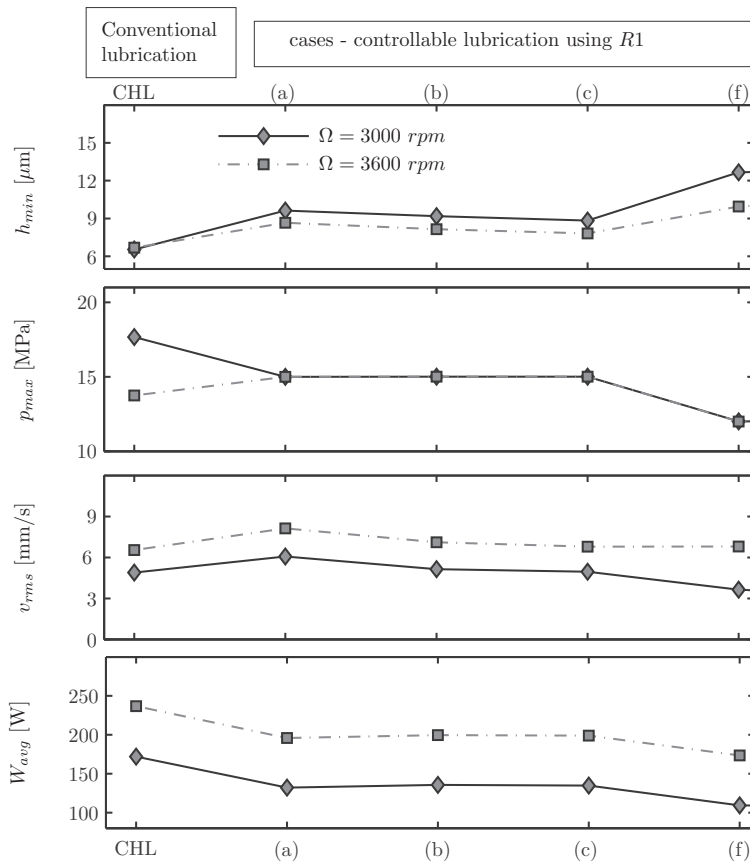 Conventional
lubrication
cases - controllable lubrication using R1
CHL (a) (b) (c) (f)
Ω = 3000 rpm
Ω = 3600 rpm
15
12
9
6
h_min [μm]
20
15
10
p_max [MPa]
9
6
3
0
v_rms [mm/s]
250
200
150
100
W_avg [W]
CHL (a) (b) (c) (f)